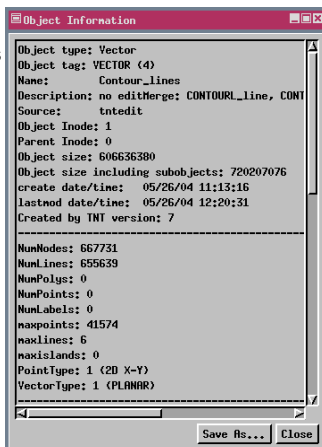 Object Information
s
Object type: Vector
Object tag: VECTOR (4)
Name: Contour_lines
Description: no editMerge: CONTOURL_line, CONT
Source: tntedit
Object Inode: 1
Parent Inode: 0
Object size: 606636380
Object size including subobjects: 720207076
create date/time: 05/26/04 11:13:16
lastmod date/time: 05/26/04 12:20:31
Created by TNT version: 7
NumNodes: 667731
NumLines: 655639
NumPolys: 0
NumPoints: 0
NumLabels: 0
maxpoints: 41574
maxlines: 6
maxislands: 0
PointType: 1 (2D X-Y)
VectorType: 1 (PLANAR)
Save As... Close